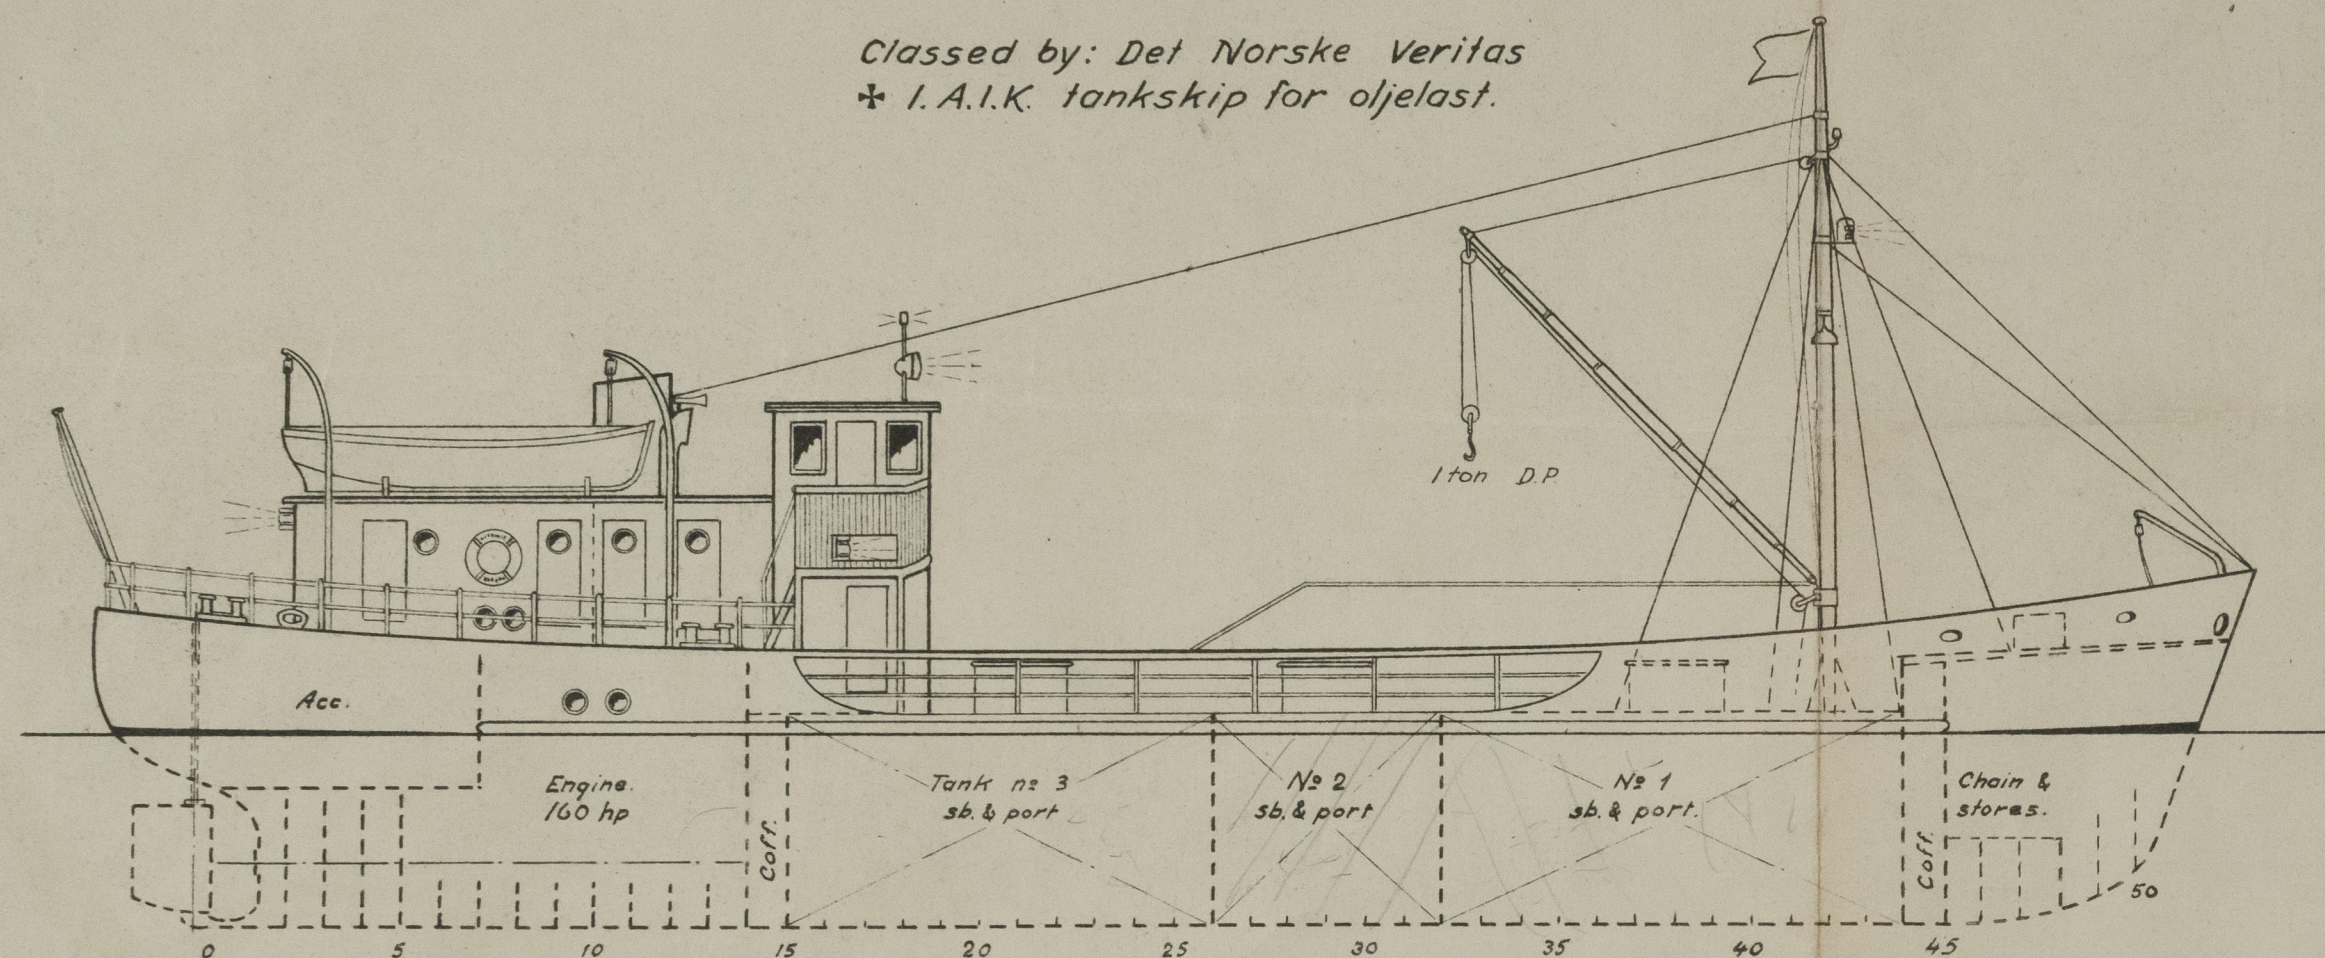 Classed by: Det Norske Veritas
✠ I.A.I.K. tankskip for oljelast.
1 ton D.P.
Acc.
Engine.
160 hp
Coff.
Tank nº 3
sb. & port
Nº 2
sb. & port
Nº 1
sb. & port.
Coff.
Chain &
stores.
50
0 5 10 15 20 25 30 35 40 45